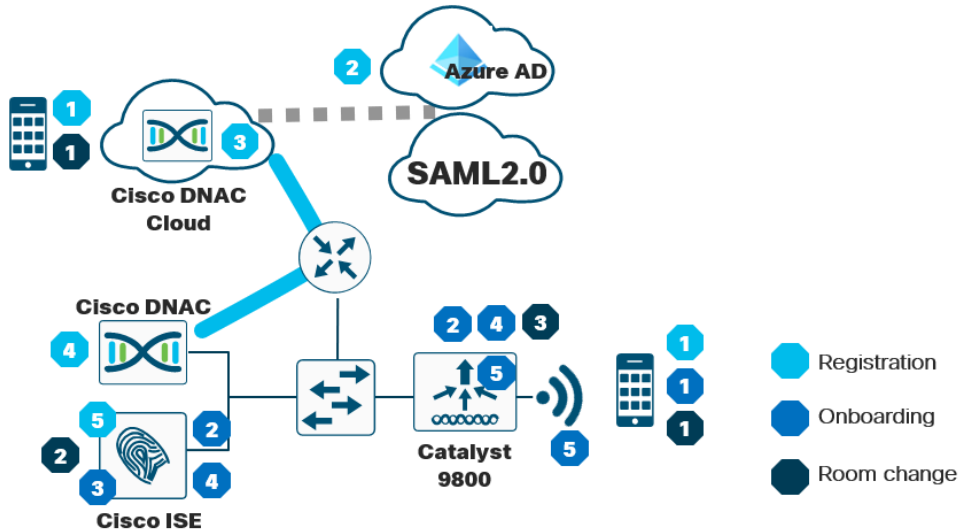 2
Azure AD
1
1
3
SAML2.0
Cisco DNAC
Cloud
Cisco DNAC
4
2 4 3
5
1
1
1
5
5
2
2
3
4
Cisco ISE
Catalyst
9800
Registration
Onboarding
Room change